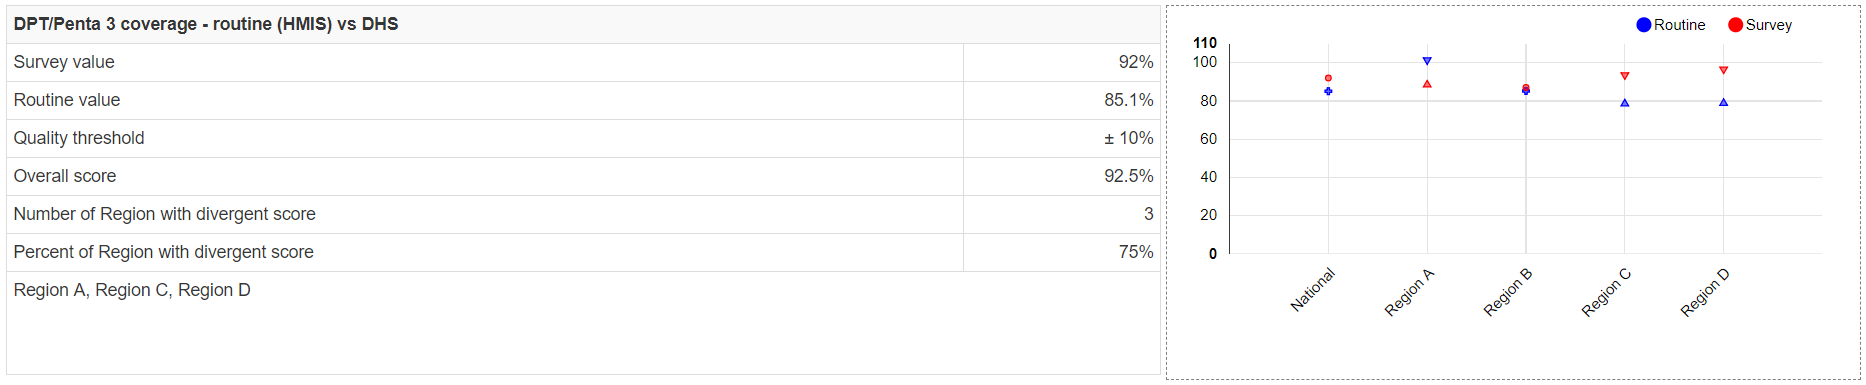 DPT/Penta 3 coverage - routine (HMIS) vs DHS
Survey value 92%
Routine value 85.1%
Quality threshold ± 10%
Overall score 92.5%
Number of Region with divergent score 3
Percent of Region with divergent score 75%
Region A, Region C, Region D
Routine Survey
110
100
80
60
40
20
0
National Region A Region B Region C Region D